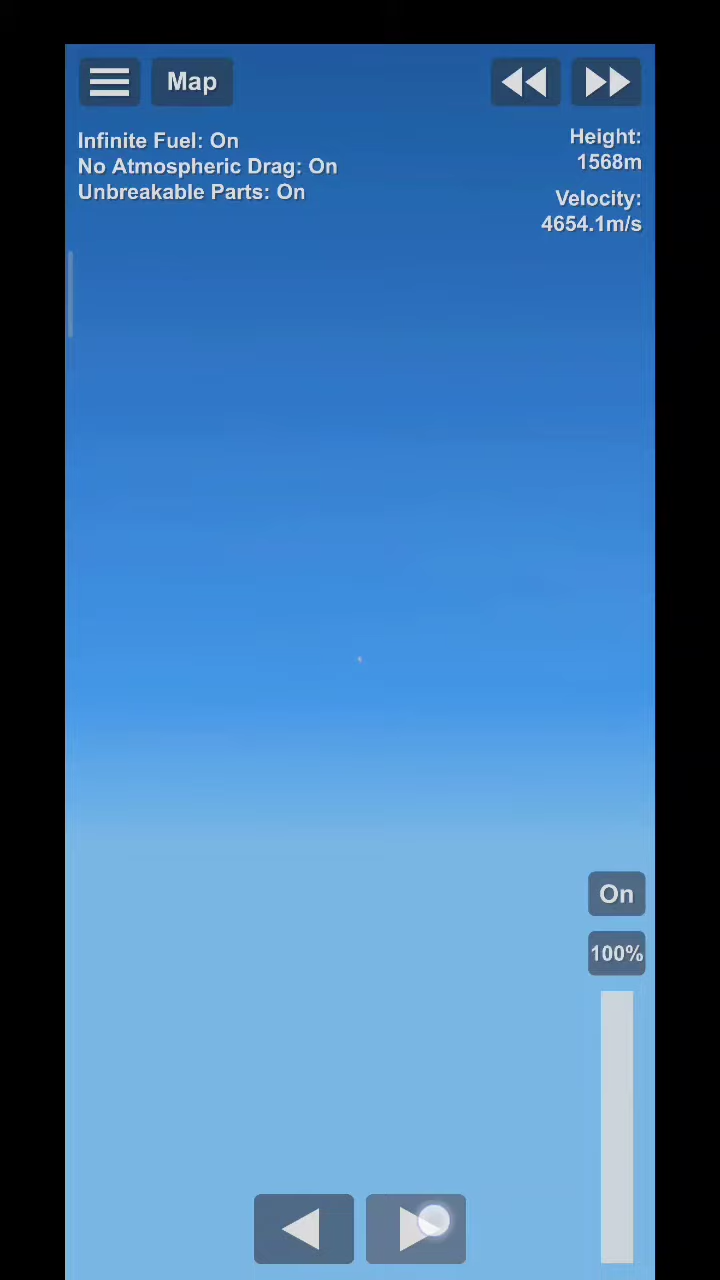 Map
Infinite Fuel: On
No Atmospheric Drag: On
Unbreakable Parts: On
Height:
1568m
Velocity:
4654.1m/s
On
100%